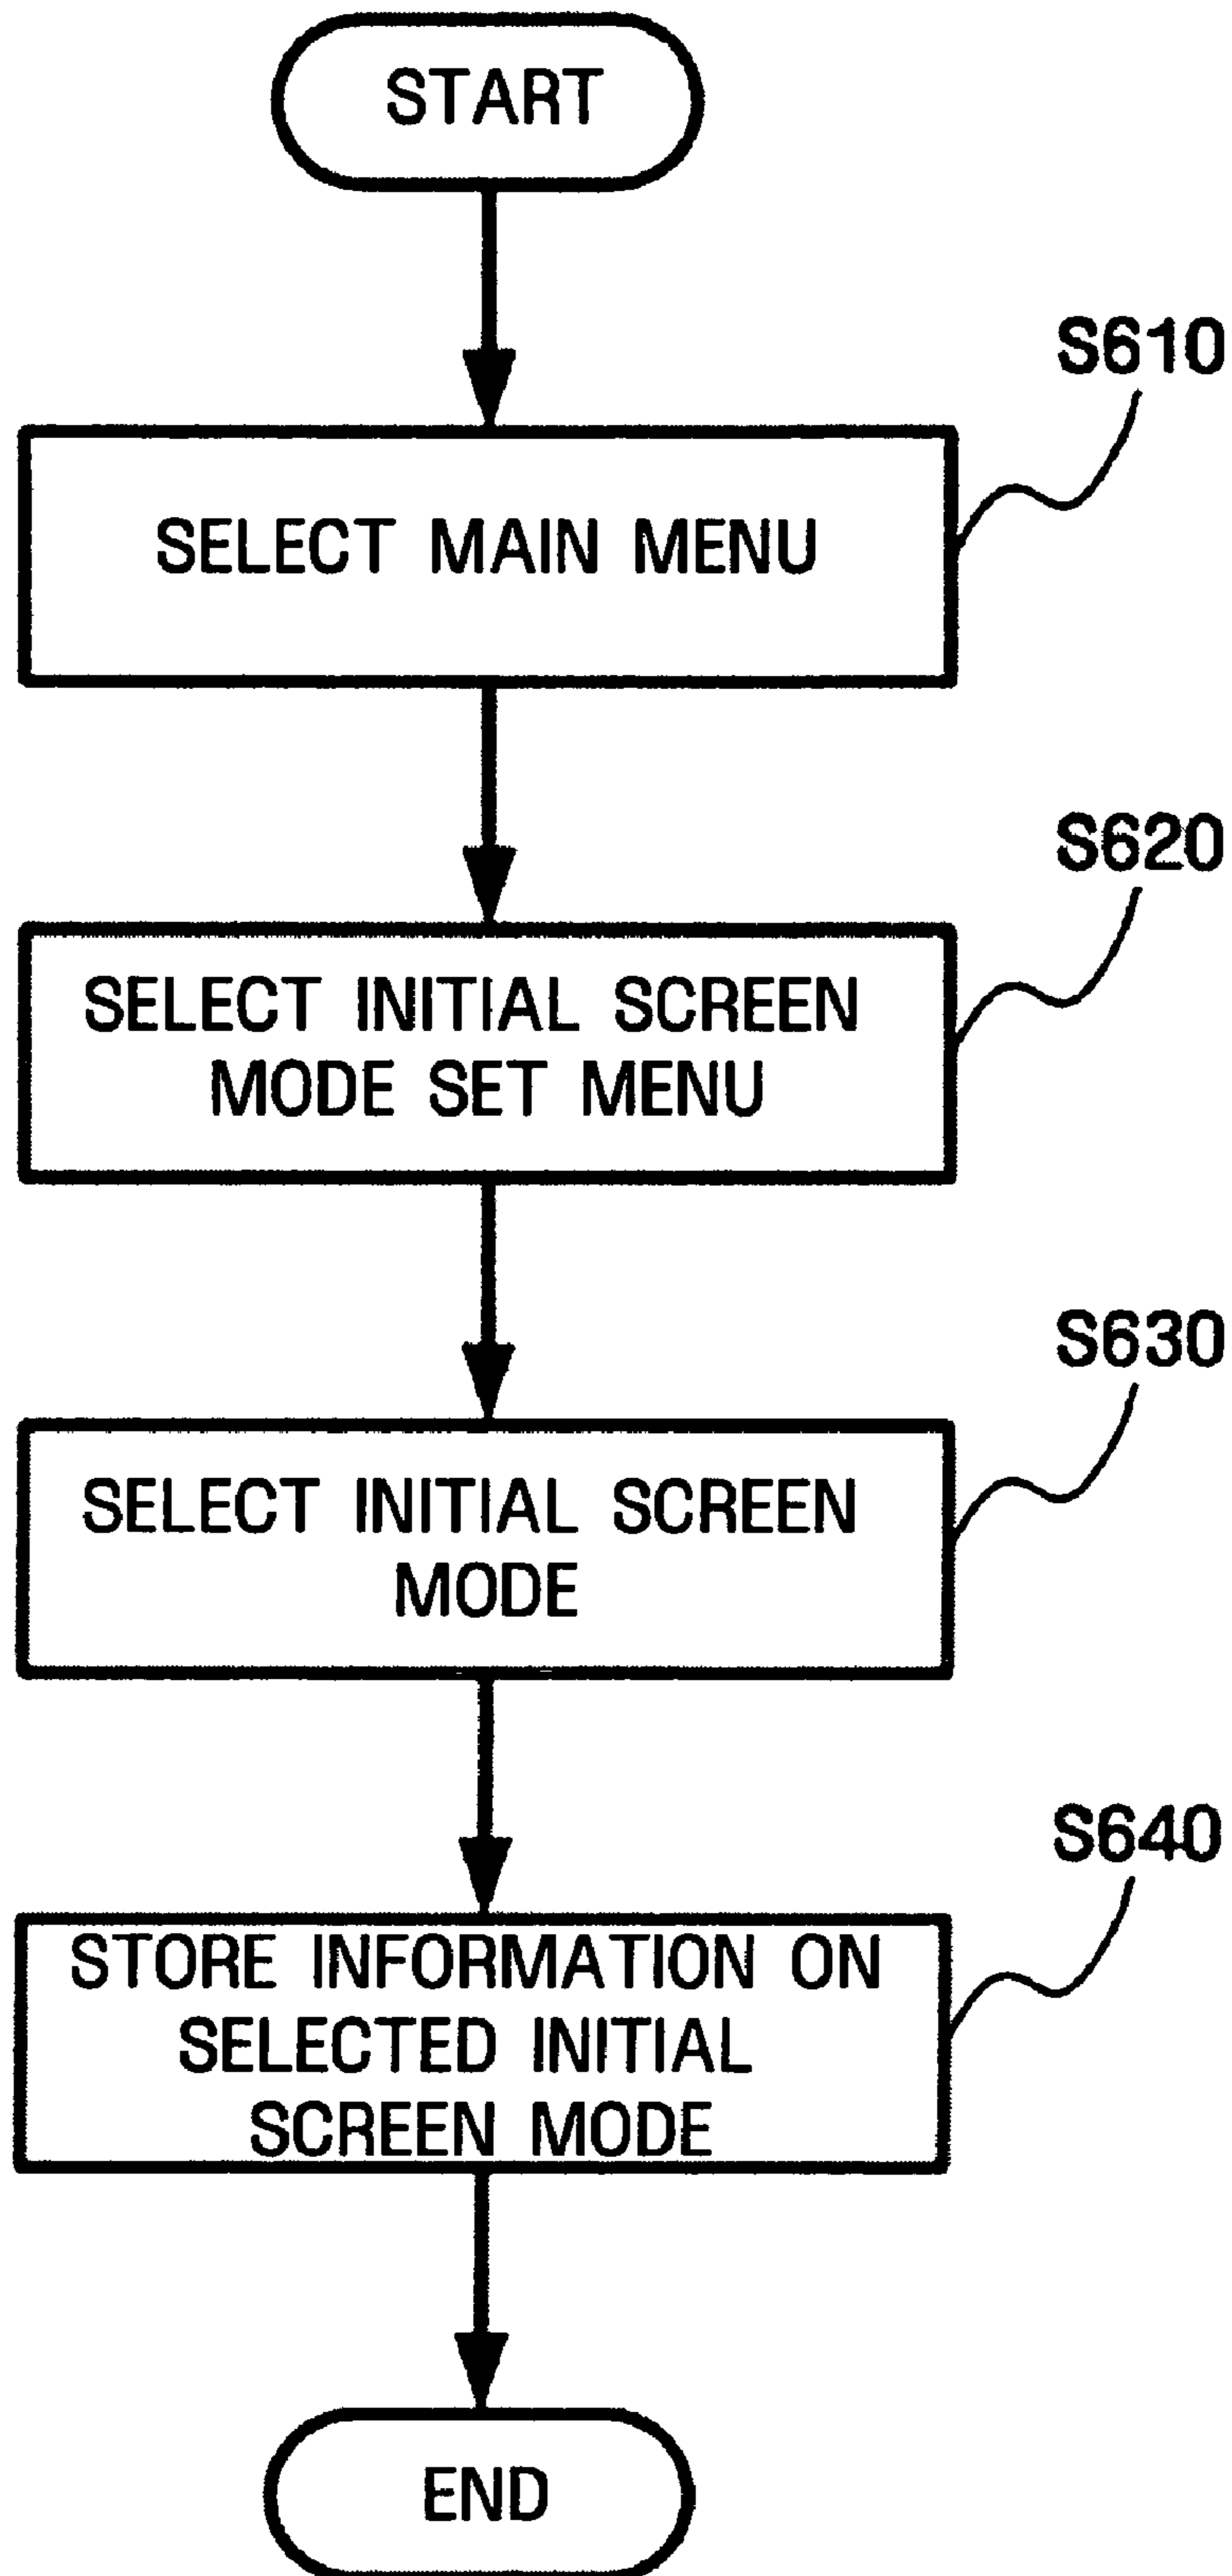 START
S610
SELECT MAIN MENU
S620
SELECT INITIAL SCREEN
MODE SET MENU
S630
SELECT INITIAL SCREEN
MODE
S640
STORE INFORMATION ON
SELECTED INITIAL
SCREEN MODE
END